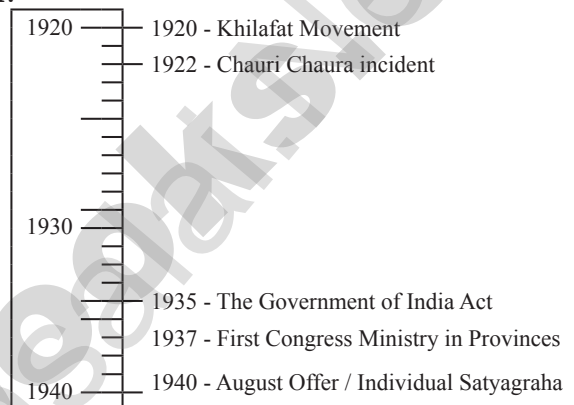 1920
1920 - Khilafat Movement
1922 - Chauri Chaura incident
1930
1935 - The Government of India Act
1937 - First Congress Ministry in Provinces
1940
1940 - August Offer / Individual Satyagraha